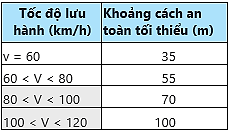 Tốc độ lưu hành (km/h) Khoảng cách an toàn tối thiểu (m)
v = 60 35
60 < V < 80 55
80 < V < 100 70
100 < V < 120 100